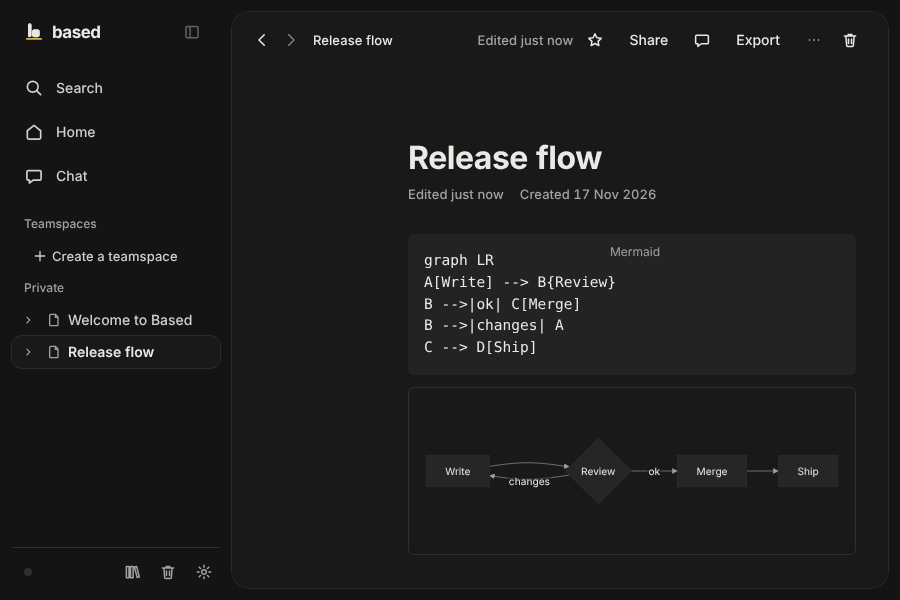 based
Search
Home
Chat
Teamspaces
Create a teamspace
Private
Welcome to Based
Release flow
Release flow
Edited just now
Share
Export
Release flow
Edited just now Created 17 Nov 2026
Mermaid
graph LR
A[Write] --> B{Review}
B -->|ok| C[Merge]
B -->|changes| A
C --> D[Ship]
Write
changes
Review
ok
Merge
Ship